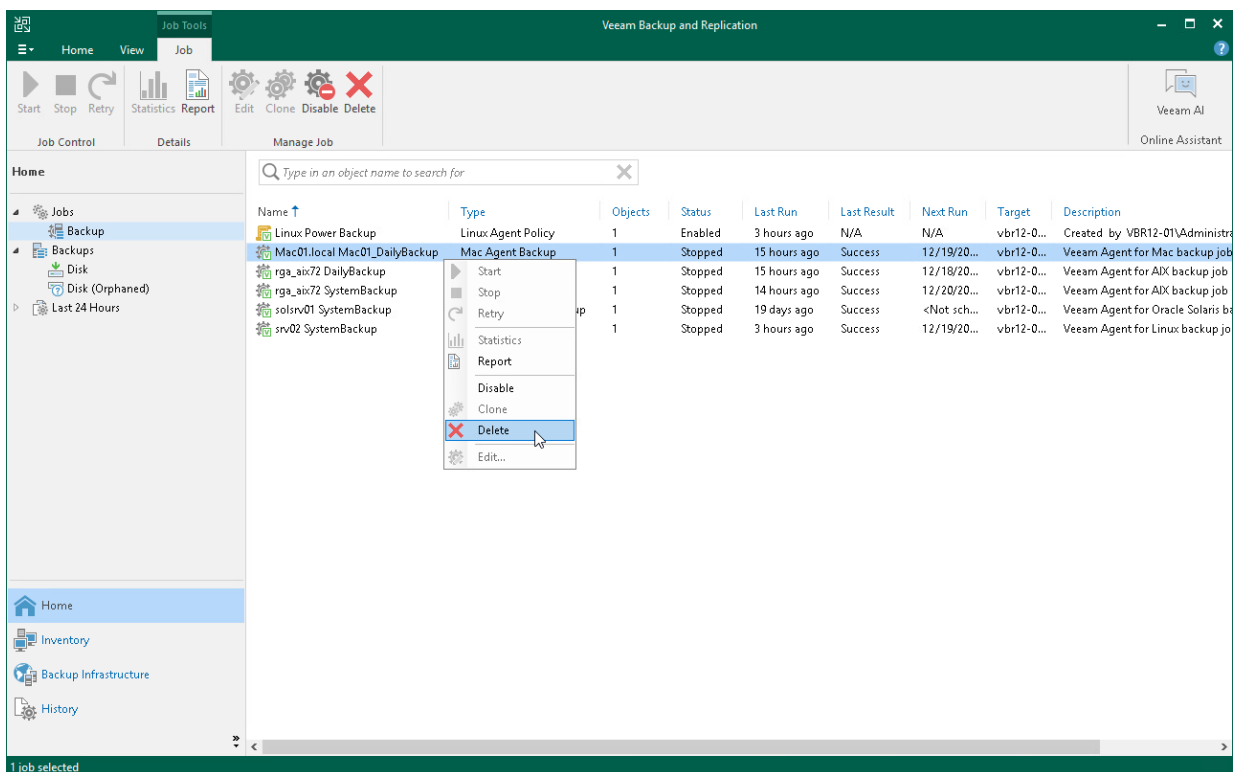 Job Tools
Veeam Backup and Replication
Home View Job
Start Stop Retry Statistics Report Edit Clone Disable Delete
Veeam AI
Job Control Details Manage Job Online Assistant
Home
Type in an object name to search for
Jobs
Backup
Backups
Disk
Disk (Orphaned)
Last 24 Hours
Name Type Objects Status Last Run Last Result Next Run Target Description
Linux Power Backup Linux Agent Policy 1 Enabled 3 hours ago N/A N/A vbr12-0... Created by VBR12-01\Administra
Mac01.local Mac01_DailyBackup Mac Agent Backup 1 Stopped 15 hours ago Success 12/19/20... vbr12-0... Veeam Agent for Mac backup job
rga_aix72 DailyBackup 1 Stopped 15 hours ago Success 12/18/20... vbr12-0... Veeam Agent for AIX backup job
rga_aix72 SystemBackup 1 Stopped 14 hours ago Success 12/20/20... vbr12-0... Veeam Agent for AIX backup job
solsrv01 SystemBackup up 1 Stopped 19 days ago Success <Not sch... vbr12-0... Veeam Agent for Oracle Solaris ba
srv02 SystemBackup 1 Stopped 3 hours ago Success 12/19/20... vbr12-0... Veeam Agent for Linux backup jo
Start
Stop
Retry
Statistics
Report
Disable
Clone
Delete
Edit...
Home
Inventory
Backup Infrastructure
History
1 job selected